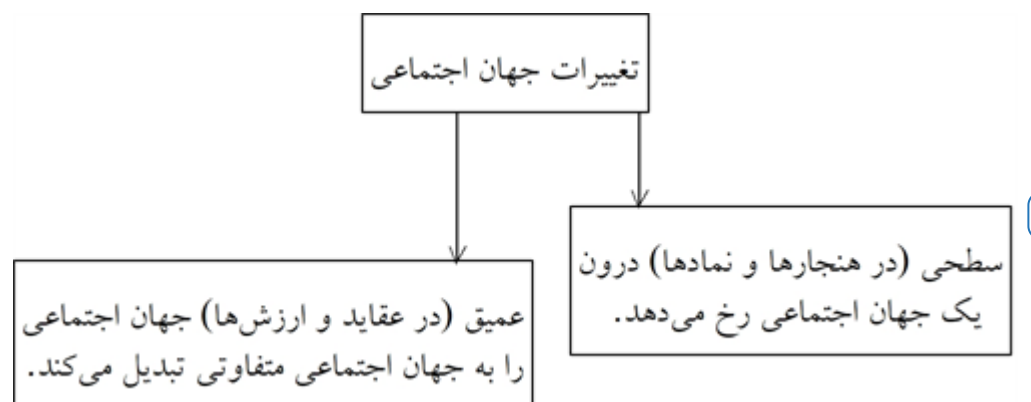 تغییرات جهان اجتماعی
سطحی (در هنجارها و نمادها) درون
یک جهان اجتماعی رخ می‌دهد.
عمیق (در عقاید و ارزش‌ها) جهان اجتماعی
را به جهان اجتماعی متفاوتی تبدیل می‌کند.